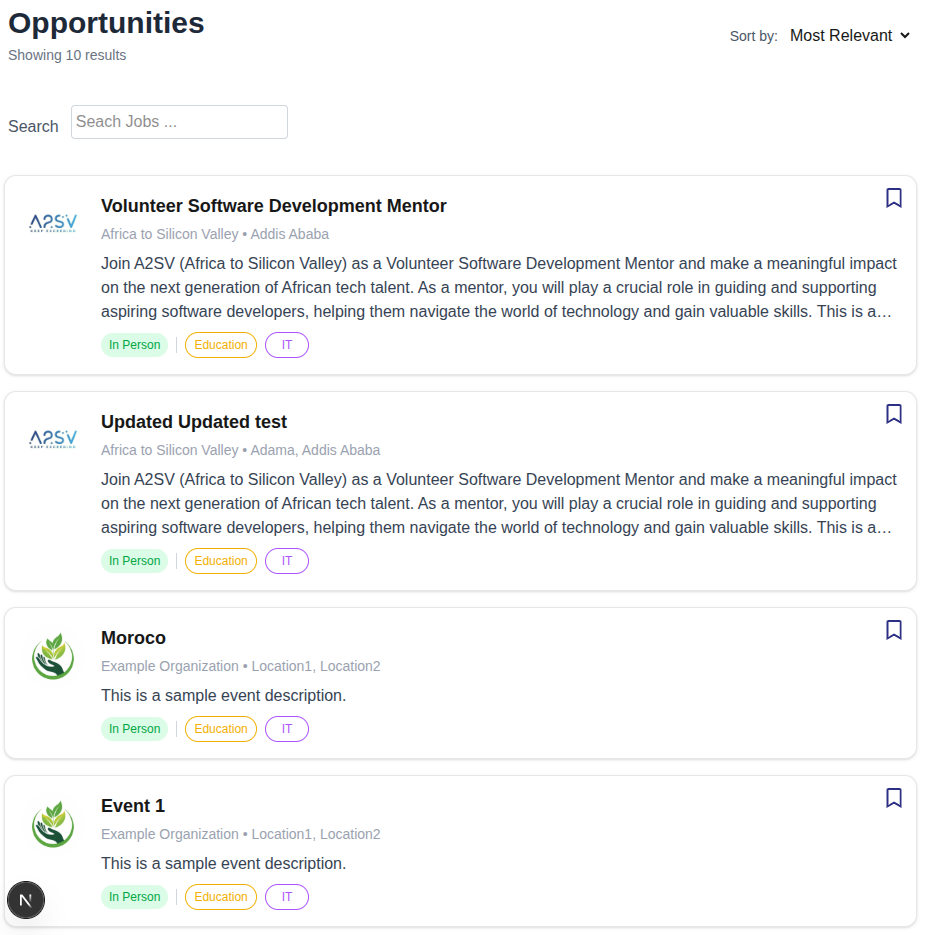 Opportunities
Showing 10 results
Sort by: Most Relevant
Search Seach Jobs ...
A2SV
Volunteer Software Development Mentor
Africa to Silicon Valley • Addis Ababa
Join A2SV (Africa to Silicon Valley) as a Volunteer Software Development Mentor and make a meaningful impact
on the next generation of African tech talent. As a mentor, you will play a crucial role in guiding and supporting
aspiring software developers, helping them navigate the world of technology and gain valuable skills. This is a…
In Person Education IT
A2SV
Updated Updated test
Africa to Silicon Valley • Adama, Addis Ababa
Join A2SV (Africa to Silicon Valley) as a Volunteer Software Development Mentor and make a meaningful impact
on the next generation of African tech talent. As a mentor, you will play a crucial role in guiding and supporting
aspiring software developers, helping them navigate the world of technology and gain valuable skills. This is a…
In Person Education IT
Moroco
Example Organization • Location1, Location2
This is a sample event description.
In Person Education IT
Event 1
Example Organization • Location1, Location2
This is a sample event description.
In Person Education IT
N